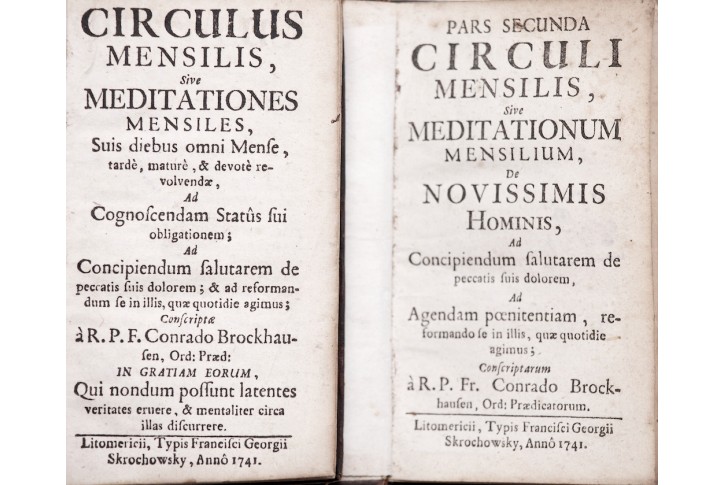 CIRCULUS
MENSILIS,
Sive
MEDITATIONES
MENSILES,
Suis diebus omni Menſe,
tardè, maturè, & devotè re-
volvendæ,
Ad
Cognoſcendam Statûs ſui
obligationem;
Ad
Concipiendum ſalutarem de
peccatis ſuis dolorem; & ad reforman-
dum ſe in illis, quæ quotidie agimus;
Conſcriptæ
à R. P. F. Conrado Brockhau-
ſen, Ord: Præd:
IN GRATIAM EORUM,
Qui nondum poſſunt latentes
veritates eruere, & mentaliter circa
illas diſcurrere.
Litomericii, Typis Franciſci Georgii
Skrochowsky, Annô 1741.
PARS SECUNDA
CIRCULI
MENSILIS,
Sive
MEDITATIONUM
MENSILIUM,
De
NOVISSIMIS
HOMINIS,
Ad
Concipiendum ſalutarem de
peccatis ſuis dolorem,
Ad
Agendam pœnitentiam, re-
formando ſe in illis, quæ quotidie
agimus;
Conſcriptarum
à R. P. Fr. Conrado Brock-
hauſen, Ord: Prædicatorum.
Litomericii, Typis Franciſci Georgii
Skrochowsky, Annô 1741.